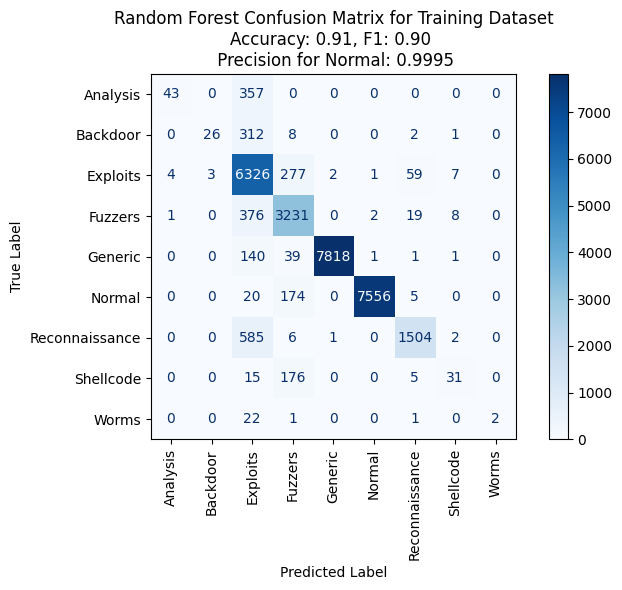 Random Forest Confusion Matrix for Training Dataset
Accuracy: 0.91, F1: 0.90
Precision for Normal: 0.9995
True Label
Analysis 43 0 357 0 0 0 0 0 0
Backdoor 0 26 312 8 0 0 2 1 0
Exploits 4 3 6326 277 2 1 59 7 0
Fuzzers 1 0 376 3231 0 2 19 8 0
Generic 0 0 140 39 7818 1 1 1 0
Normal 0 0 20 174 0 7556 5 0 0
Reconnaissance 0 0 585 6 1 0 1504 2 0
Shellcode 0 0 15 176 0 0 5 31 0
Worms 0 0 22 1 0 0 1 0 2
Analysis
Backdoor
Exploits
Fuzzers
Generic
Normal
Reconnaissance
Shellcode
Worms
Predicted Label
7000
6000
5000
4000
3000
2000
1000
0